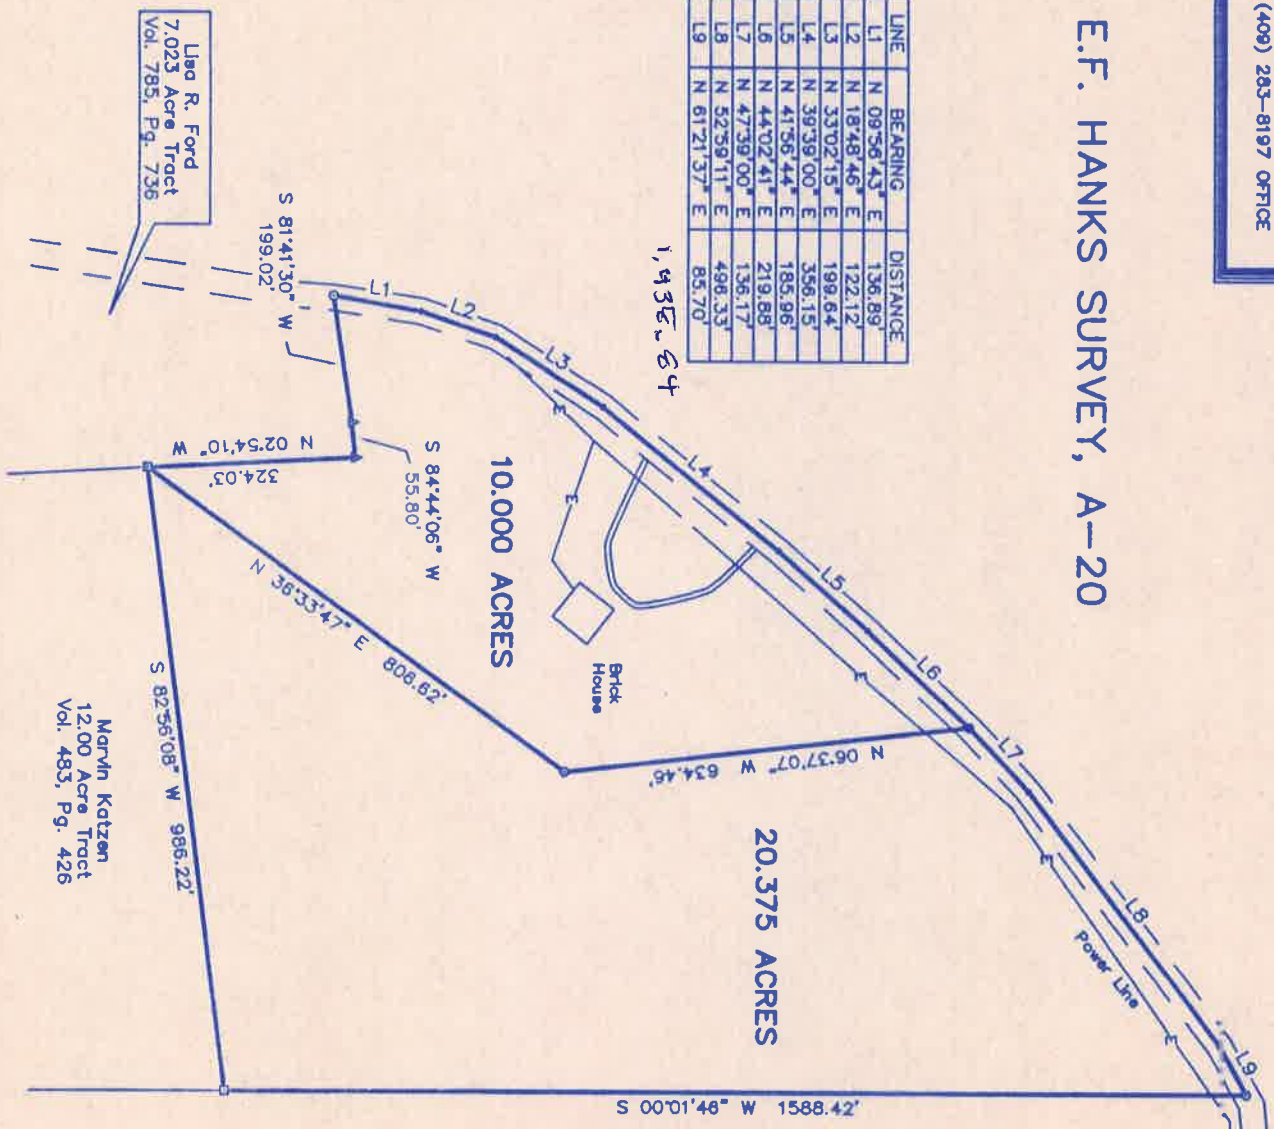 (409) 283-8197 OFFICE
E.F. HANKS SURVEY, A-20
LINE BEARING DISTANCE
L1 N 09°56'43" E 136.89'
L2 N 18°48'46" E 122.12'
L3 N 33°02'15" E 199.64'
L4 N 39°39'00" E 356.15'
L5 N 41°56'44" E 185.96'
L6 N 44°02'41" E 219.88'
L7 N 47°39'00" E 136.17'
L8 N 52°59'11" E 496.33'
L9 N 61°21'37" E 85.70'
Lisa R. Ford
7.023 Acre Tract
Vol. 785, Pg. 736
S 81°41'30" W
199.02'
L1
L2
L3
L4
L5
L6
L7
L8
L9
E
E
E
E
E
Power Line
S 84°44'06" W
55.80'
N 02°54'10" W
324.03'
10.000 ACRES
Brick
House
N 36°33'47" E 806.62'
N 06°37'07" W 634.46'
20.375 ACRES
S 82°56'08" W 986.22'
Marvin Katzen
12.00 Acre Tract
Vol. 483, Pg. 426
S 00°01'46" W 1588.42'